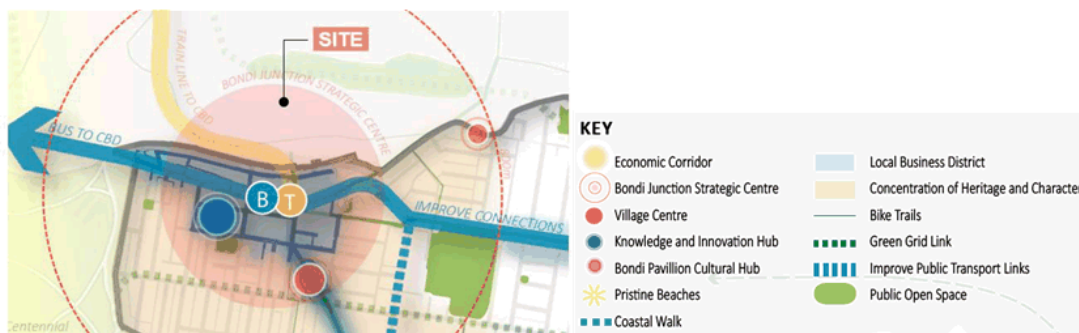 SITE
TRAIN LINE TO CBD
BONDI JUNCTION STRATEGIC CENTRE
BUS TO CBD
B
T
800m
IMPROVE CONNECTIONS
Centennial
KEY
Economic Corridor
Bondi Junction Strategic Centre
Village Centre
Knowledge and Innovation Hub
Bondi Pavillion Cultural Hub
Pristine Beaches
Coastal Walk
Local Business District
Concentration of Heritage and Character
Bike Trails
Green Grid Link
Improve Public Transport Links
Public Open Space